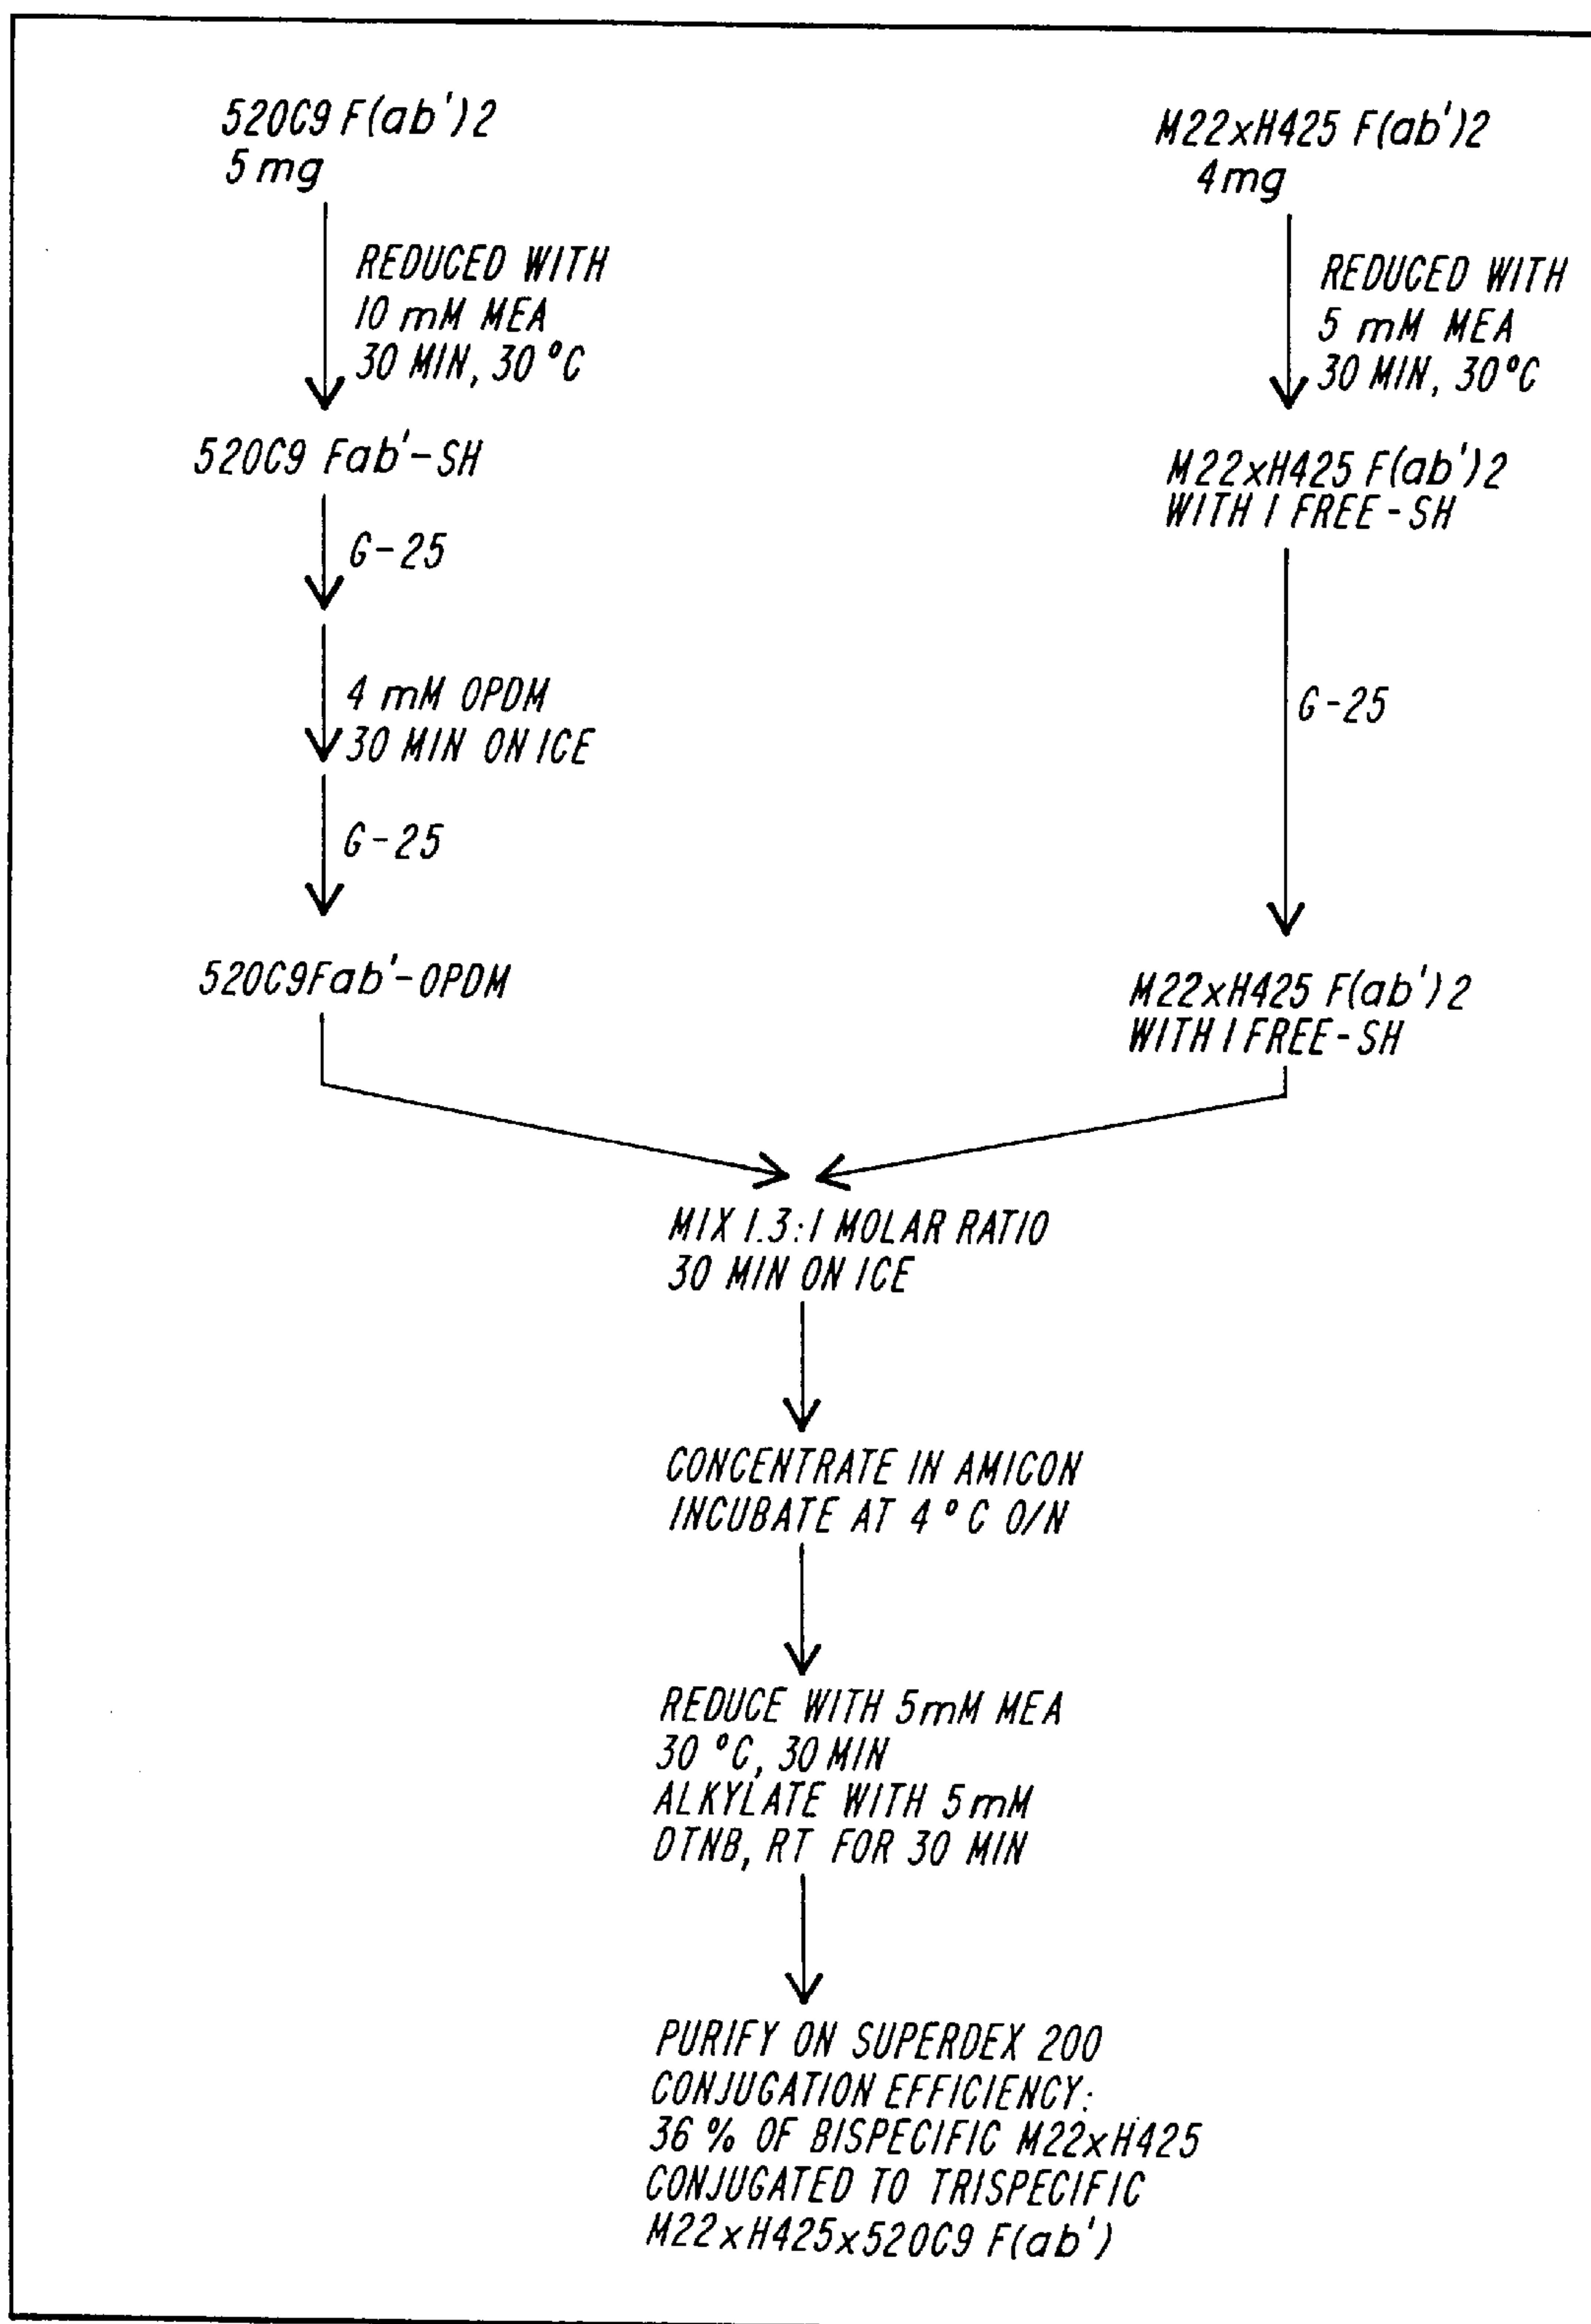 520C9 F(ab')2
5 mg
REDUCED WITH
10 mM MEA
30 MIN, 30 °C
520C9 Fab'-SH
G-25
4 mM OPDM
30 MIN ON ICE
G-25
520C9Fab'-OPDM
M22xH425 F(ab')2
4mg
REDUCED WITH
5 mM MEA
30 MIN, 30°C
M22xH425 F(ab')2
WITH 1 FREE-SH
G-25
M22xH425 F(ab')2
WITH 1 FREE-SH
MIX 1.3:1 MOLAR RATIO
30 MIN ON ICE
CONCENTRATE IN AMICON
INCUBATE AT 4 °C O/N
REDUCE WITH 5mM MEA
30 °C, 30 MIN
ALKYLATE WITH 5mM
DTNB, RT FOR 30 MIN
PURIFY ON SUPERDEX 200
CONJUGATION EFFICIENCY:
36 % OF BISPECIFIC M22xH425
CONJUGATED TO TRISPECIFIC
M22xH425x520C9 F(ab')